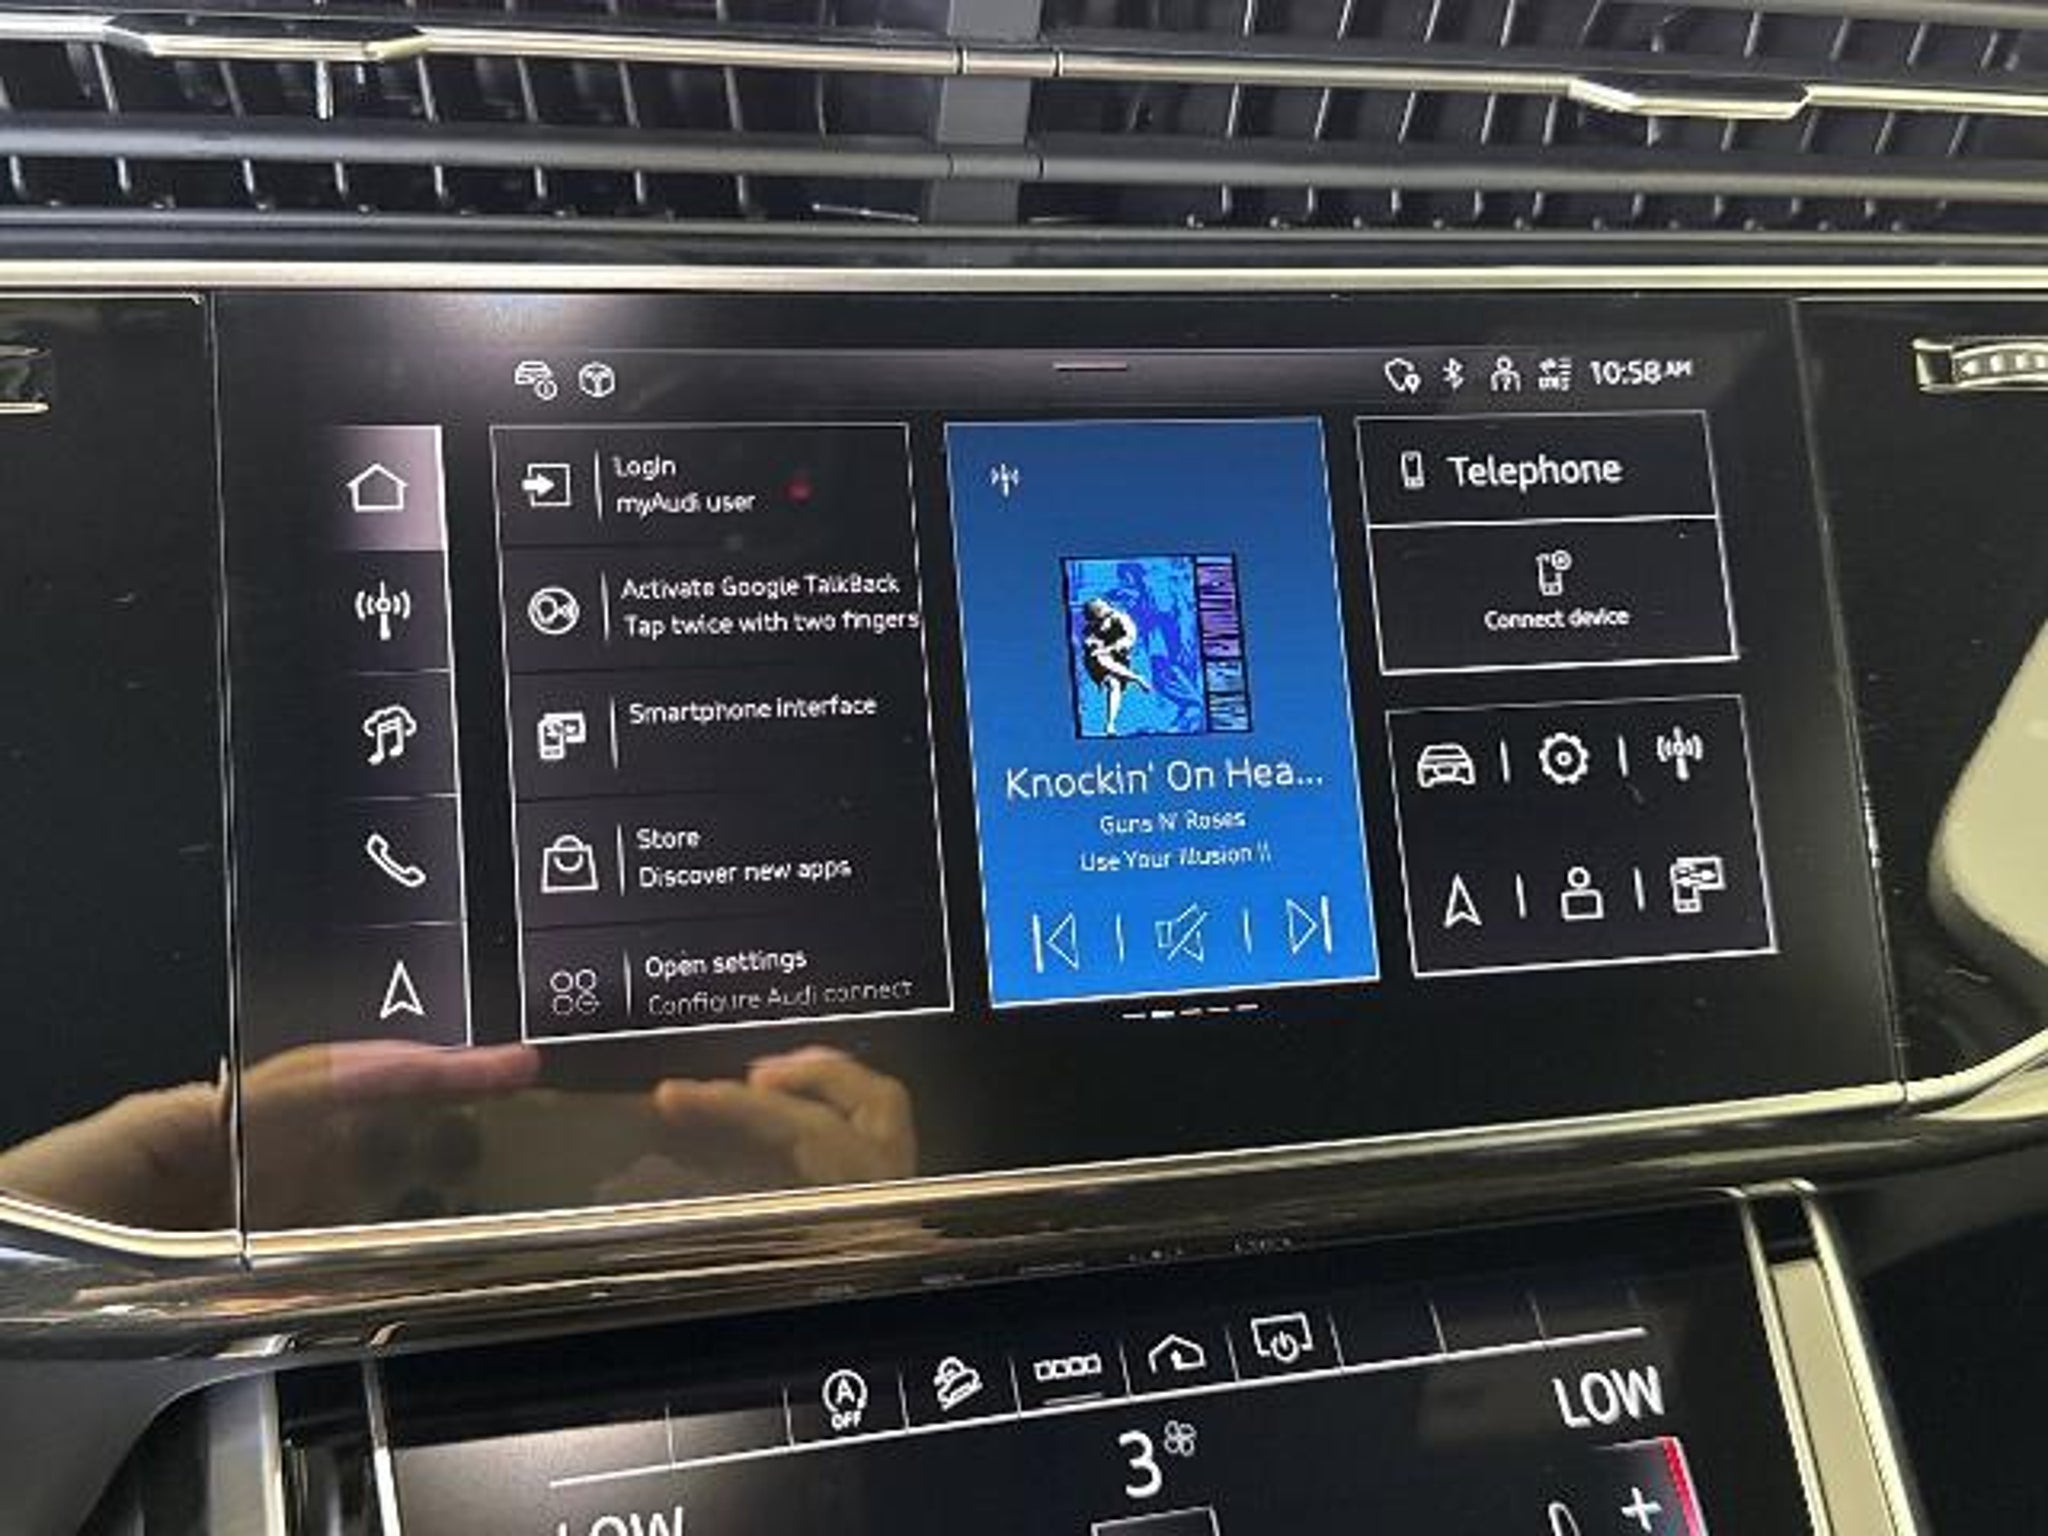 10:58 AM
Login
myAudi user
Activate Google TalkBack
Tap twice with two fingers
Smartphone interface
Store
Discover new apps
Open settings
Configure Audi connect
Knockin' On Hea...
Guns N' Roses
Use Your Illusion II
Telephone
Connect device
A
OFF
LOW
3
LOW
+